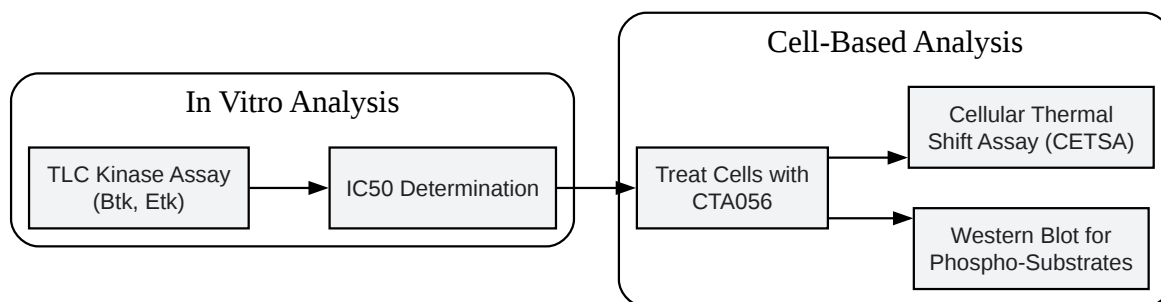 In Vitro Analysis
TLC Kinase Assay
(Btk, Etk)
IC50 Determination
Cell-Based Analysis
Treat Cells with
CTA056
Cellular Thermal
Shift Assay (CETSA)
Western Blot for
Phospho-Substrates